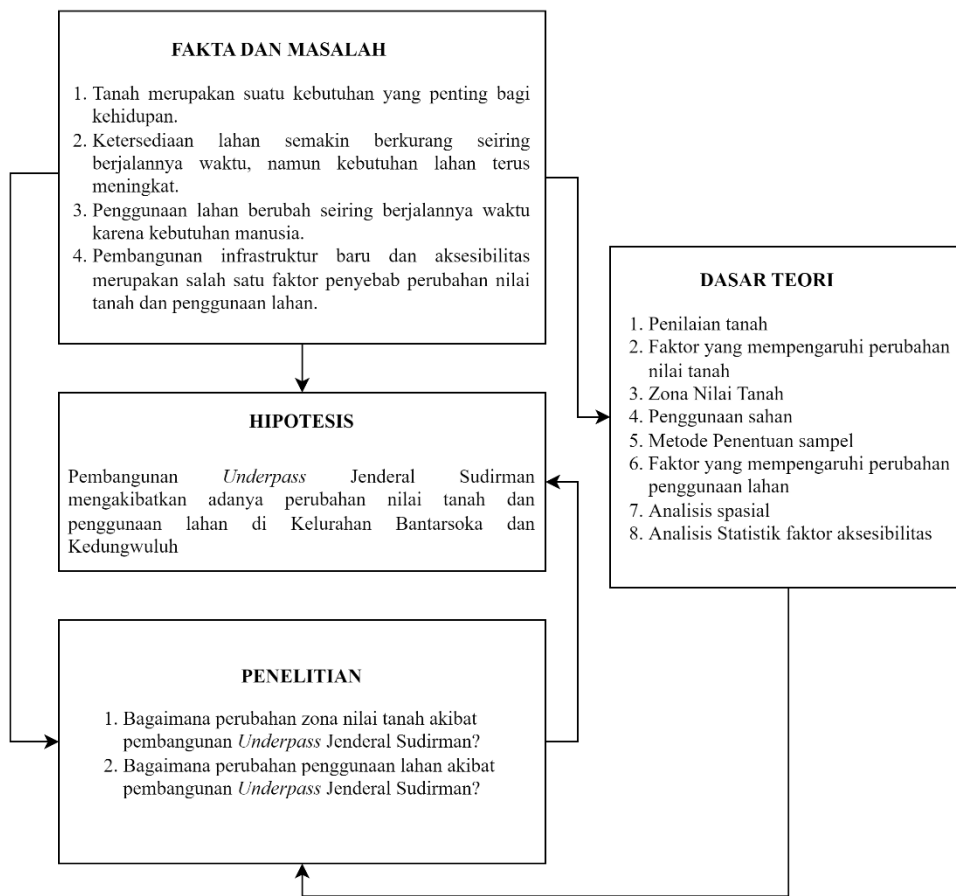 FAKTA DAN MASALAH
1. Tanah merupakan suatu kebutuhan yang penting bagi
kehidupan.
2. Ketersediaan lahan semakin berkurang seiring
berjalannya waktu, namun kebutuhan lahan terus
meningkat.
3. Penggunaan lahan berubah seiring berjalannya waktu
karena kebutuhan manusia.
4. Pembangunan infrastruktur baru dan aksesibilitas
merupakan salah satu faktor penyebab perubahan nilai
tanah dan penggunaan lahan.
HIPOTESIS
Pembangunan Underpass Jenderal Sudirman
mengakibatkan adanya perubahan nilai tanah dan
penggunaan lahan di Kelurahan Bantarsoka dan
Kedungwuluh
PENELITIAN
1. Bagaimana perubahan zona nilai tanah akibat
pembangunan Underpass Jenderal Sudirman?
2. Bagaimana perubahan penggunaan lahan akibat
pembangunan Underpass Jenderal Sudirman?
DASAR TEORI
1. Penilaian tanah
2. Faktor yang mempengaruhi perubahan
nilai tanah
3. Zona Nilai Tanah
4. Penggunaan sahan
5. Metode Penentuan sampel
6. Faktor yang mempengaruhi perubahan
penggunaan lahan
7. Analisis spasial
8. Analisis Statistik faktor aksesibilitas